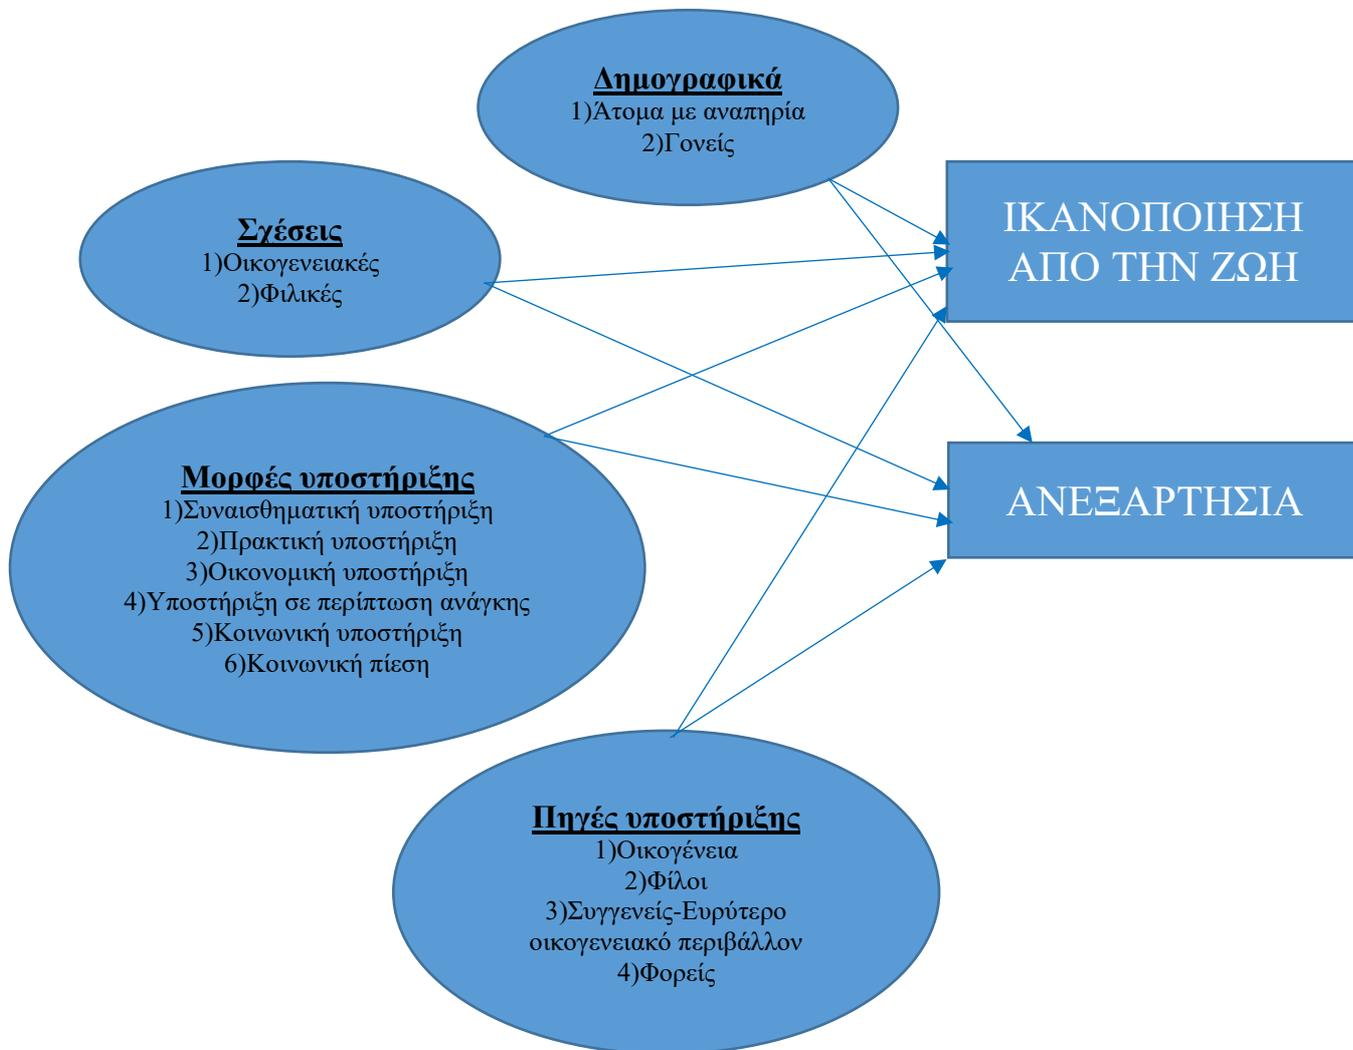 Δημογραφικά
1)Άτομα με αναπηρία
2)Γονείς
Σχέσεις
1)Οικογενειακές
2)Φιλικές
ΙΚΑΝΟΠΟΙΗΣΗ
ΑΠΟ ΤΗΝ ΖΩΗ
Μορφές υποστήριξης
1)Συναισθηματική υποστήριξη
2)Πρακτική υποστήριξη
3)Οικονομική υποστήριξη
4)Υποστήριξη σε περίπτωση ανάγκης
5)Κοινωνική υποστήριξη
6)Κοινωνική πίεση
ΑΝΕΞΑΡΤΗΣΙΑ
Πηγές υποστήριξης
1)Οικογένεια
2)Φίλοι
3)Συγγενείς-Ευρύτερο
οικογενειακό περιβάλλον
4)Φορείς